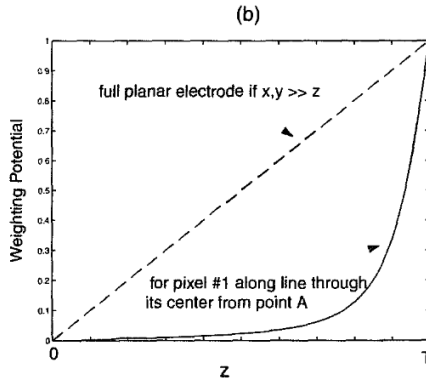 (b)
1
0.9
0.8
0.7
0.6
0.5
0.4
0.3
0.2
0.1
0
Weighting Potential
full planar electrode if x,y >> z
for pixel #1 along line through
its center from point A
0
z